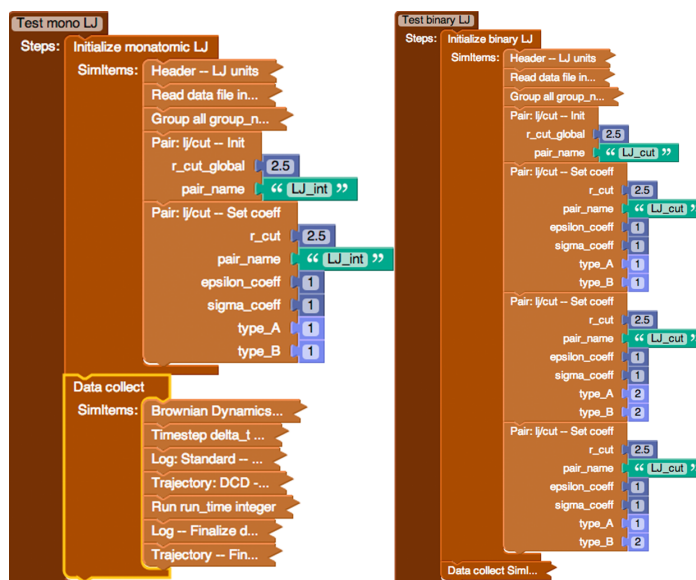 Test mono LJ
Steps: Initialize monatomic LJ
SimItems: Header -- LJ units
Read data file in...
Group all group_n...
Pair: lj/cut -- Init
r_cut_global 2.5
pair_name “ LJ_int ”
Pair: lj/cut -- Set coeff
r_cut 2.5
pair_name “ LJ_int ”
epsilon_coeff 1
sigma_coeff 1
type_A 1
type_B 1
Data collect
SimItems: Brownian Dynamics...
Timestep delta_t ...
Log: Standard -- ...
Trajectory: DCD -...
Run run_time integer
Log -- Finalize d...
Trajectory -- Fin...
Test binary LJ
Steps: Initialize binary LJ
SimItems: Header -- LJ units
Read data file in...
Group all group_n...
Pair: lj/cut -- Init
r_cut_global 2.5
pair_name “ LJ_cut ”
Pair: lj/cut -- Set coeff
r_cut 2.5
pair_name “ LJ_cut ”
epsilon_coeff 1
sigma_coeff 1
type_A 1
type_B 1
Pair: lj/cut -- Set coeff
r_cut 2.5
pair_name “ LJ_cut ”
epsilon_coeff 1
sigma_coeff 1
type_A 2
type_B 2
Pair: lj/cut -- Set coeff
r_cut 2.5
pair_name “ LJ_cut ”
epsilon_coeff 1
sigma_coeff 1
type_A 1
type_B 2
Data collect SimI...